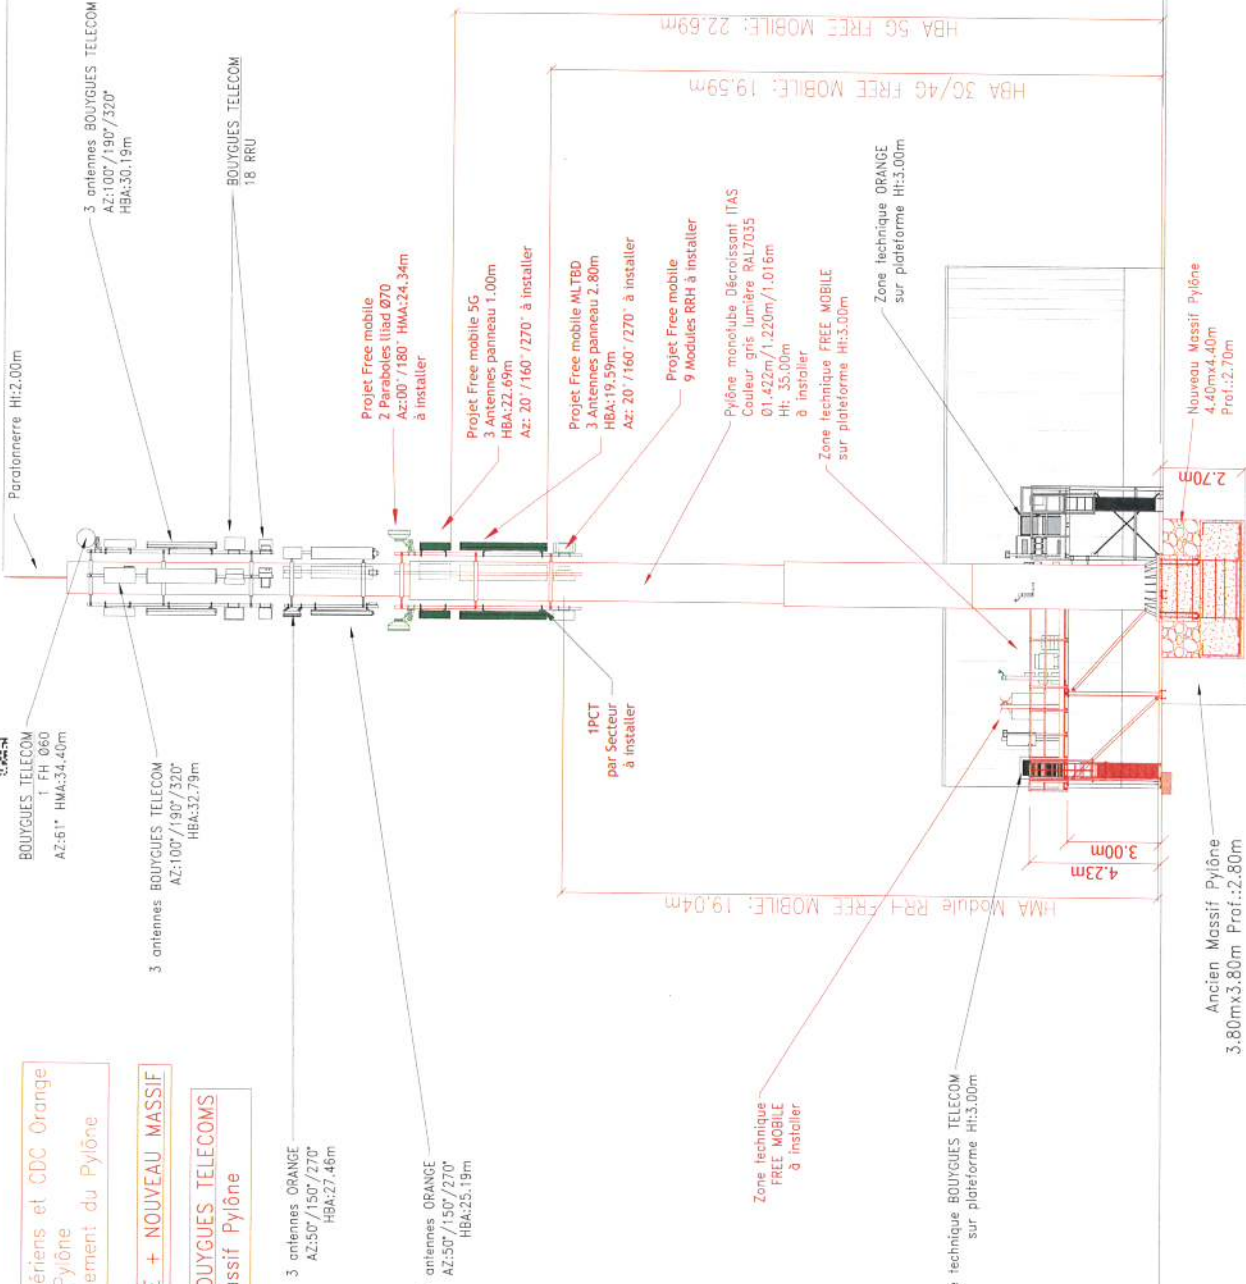 Paratonnerre Ht:2.00m
3 antennes BOUYGUES TELECOM
AZ:100°/190°/320°
HBA:30.19m
BOUYGUES TELECOM
18 RRU
HBA 5G FREE MOBILE: 22.69m
HBA 3G/4G FREE MOBILE: 19.59m
BOUYGUES TELECOM
1 FH Ø60
AZ:61° HMA:34.40m
3 antennes BOUYGUES TELECOM
AZ:100°/190°/320°
HBA:32.79m
Projet Free mobile
2 Paraboles Iliad Ø70
Az:00°/180° HMA:24.34m
à installer
Projet Free mobile 5G
3 Antennes panneau 1.00m
HBA:22.69m
Az: 20°/160°/270° à installer
Projet Free mobile MLTBD
3 Antennes panneau 2.80m
HBA:19.59m
Az: 20°/160°/270° à installer
Projet Free mobile
9 Modules RRH à installer
Pylône monotube Décroissant ITAS
Couleur gris lumière RAL7035
Ø1.422m/1.220m/1.016m
Ht: 35.00m
à installer
Zone technique FREE MOBILE
sur plateforme Ht:3.00m
Zone technique ORANGE
sur plateforme Ht:3.00m
ériens et CDC Orange
Pylône
ement du Pylône
E + NOUVEAU MASSIF
OUYGUES TELECOMS
assif Pylône
3 antennes ORANGE
AZ:50°/150°/270°
HBA:27.46m
antennes ORANGE
AZ:50°/150°/270°
HBA:25.19m
1PCT
par Secteur
à installer
Zone technique
FREE MOBILE
à installer
technique BOUYGUES TELECOM
sur plateforme Ht:3.00m
HMA Module RRH FREE MOBILE: 19.04m
4.23m
3.00m
2.70m
Nouveau Massif Pylône
4.40mx4.40m
Prof.:2.70m
Ancien Massif Pylône
3.80mx3.80m Prof.:2.80m